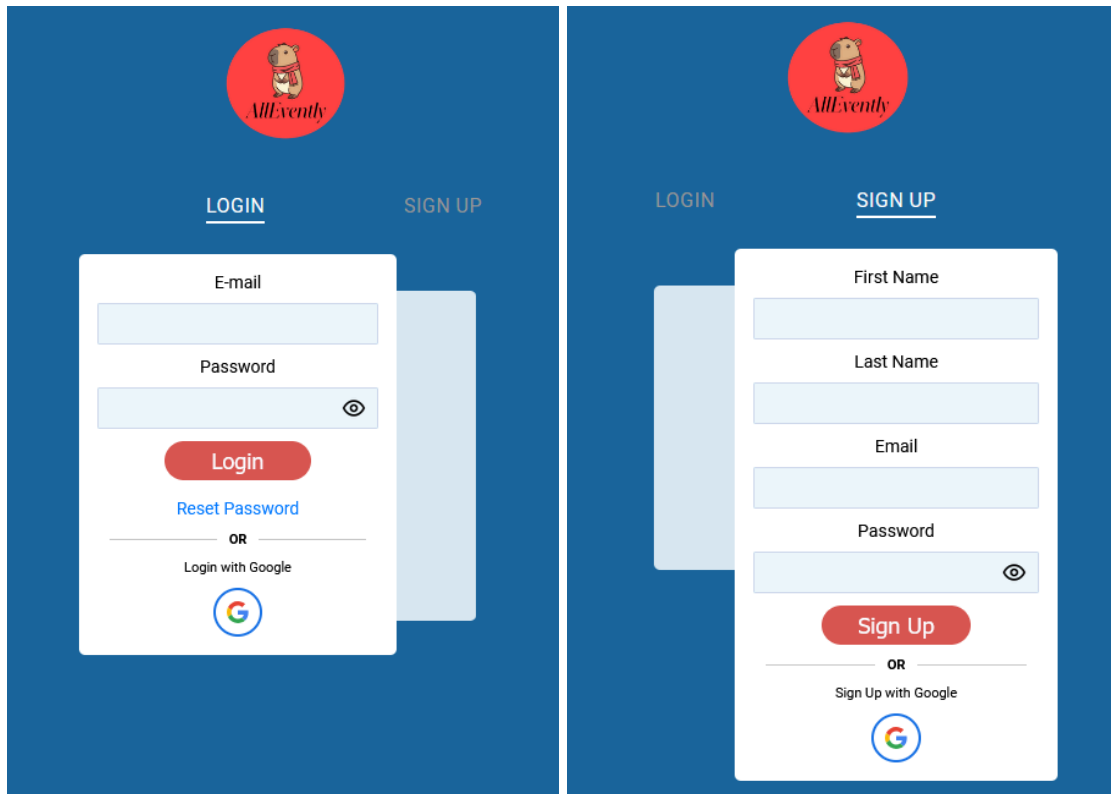 AllEvently
LOGIN SIGN UP
E-mail
Password
Login
Reset Password
OR
Login with Google
G
AllEvently
LOGIN SIGN UP
First Name
Last Name
Email
Password
Sign Up
OR
Sign Up with Google
G